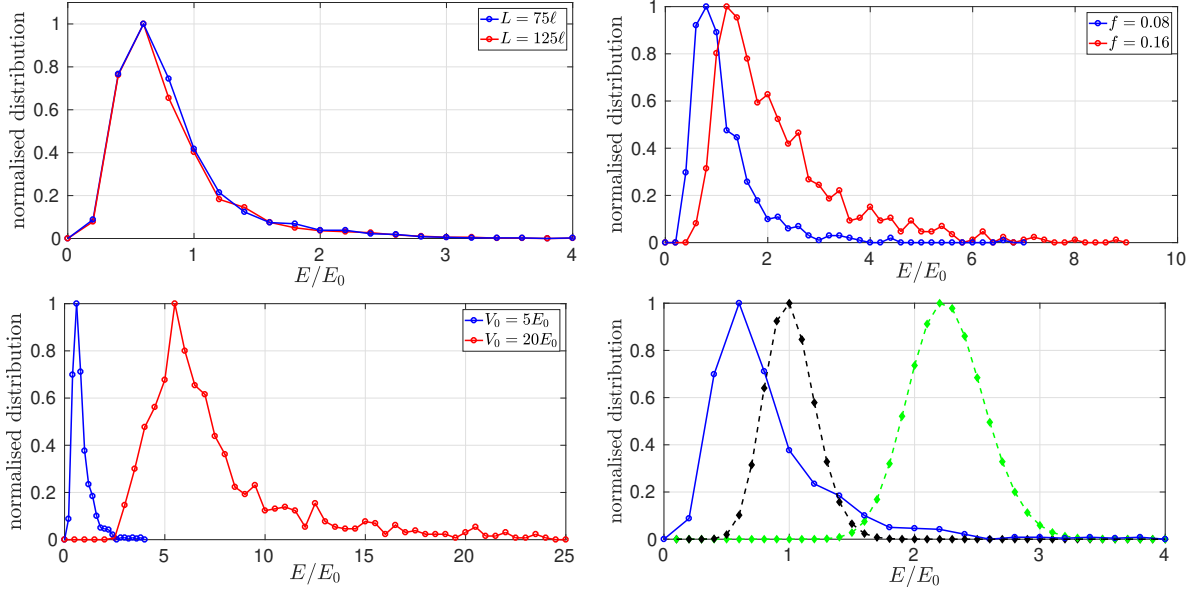 normalised distribution
1
0.8
0.6
0.4
0.2
0
0 1 2 3 4
E/E₀
L = 75ℓ
L = 125ℓ
normalised distribution
1
0.8
0.6
0.4
0.2
0
0 2 4 6 8 10
E/E₀
f = 0.08
f = 0.16
normalised distribution
1
0.8
0.6
0.4
0.2
0
0 5 10 15 20 25
E/E₀
V₀ = 5E₀
V₀ = 20E₀
normalised distribution
1
0.8
0.6
0.4
0.2
0
0 1 2 3 4
E/E₀